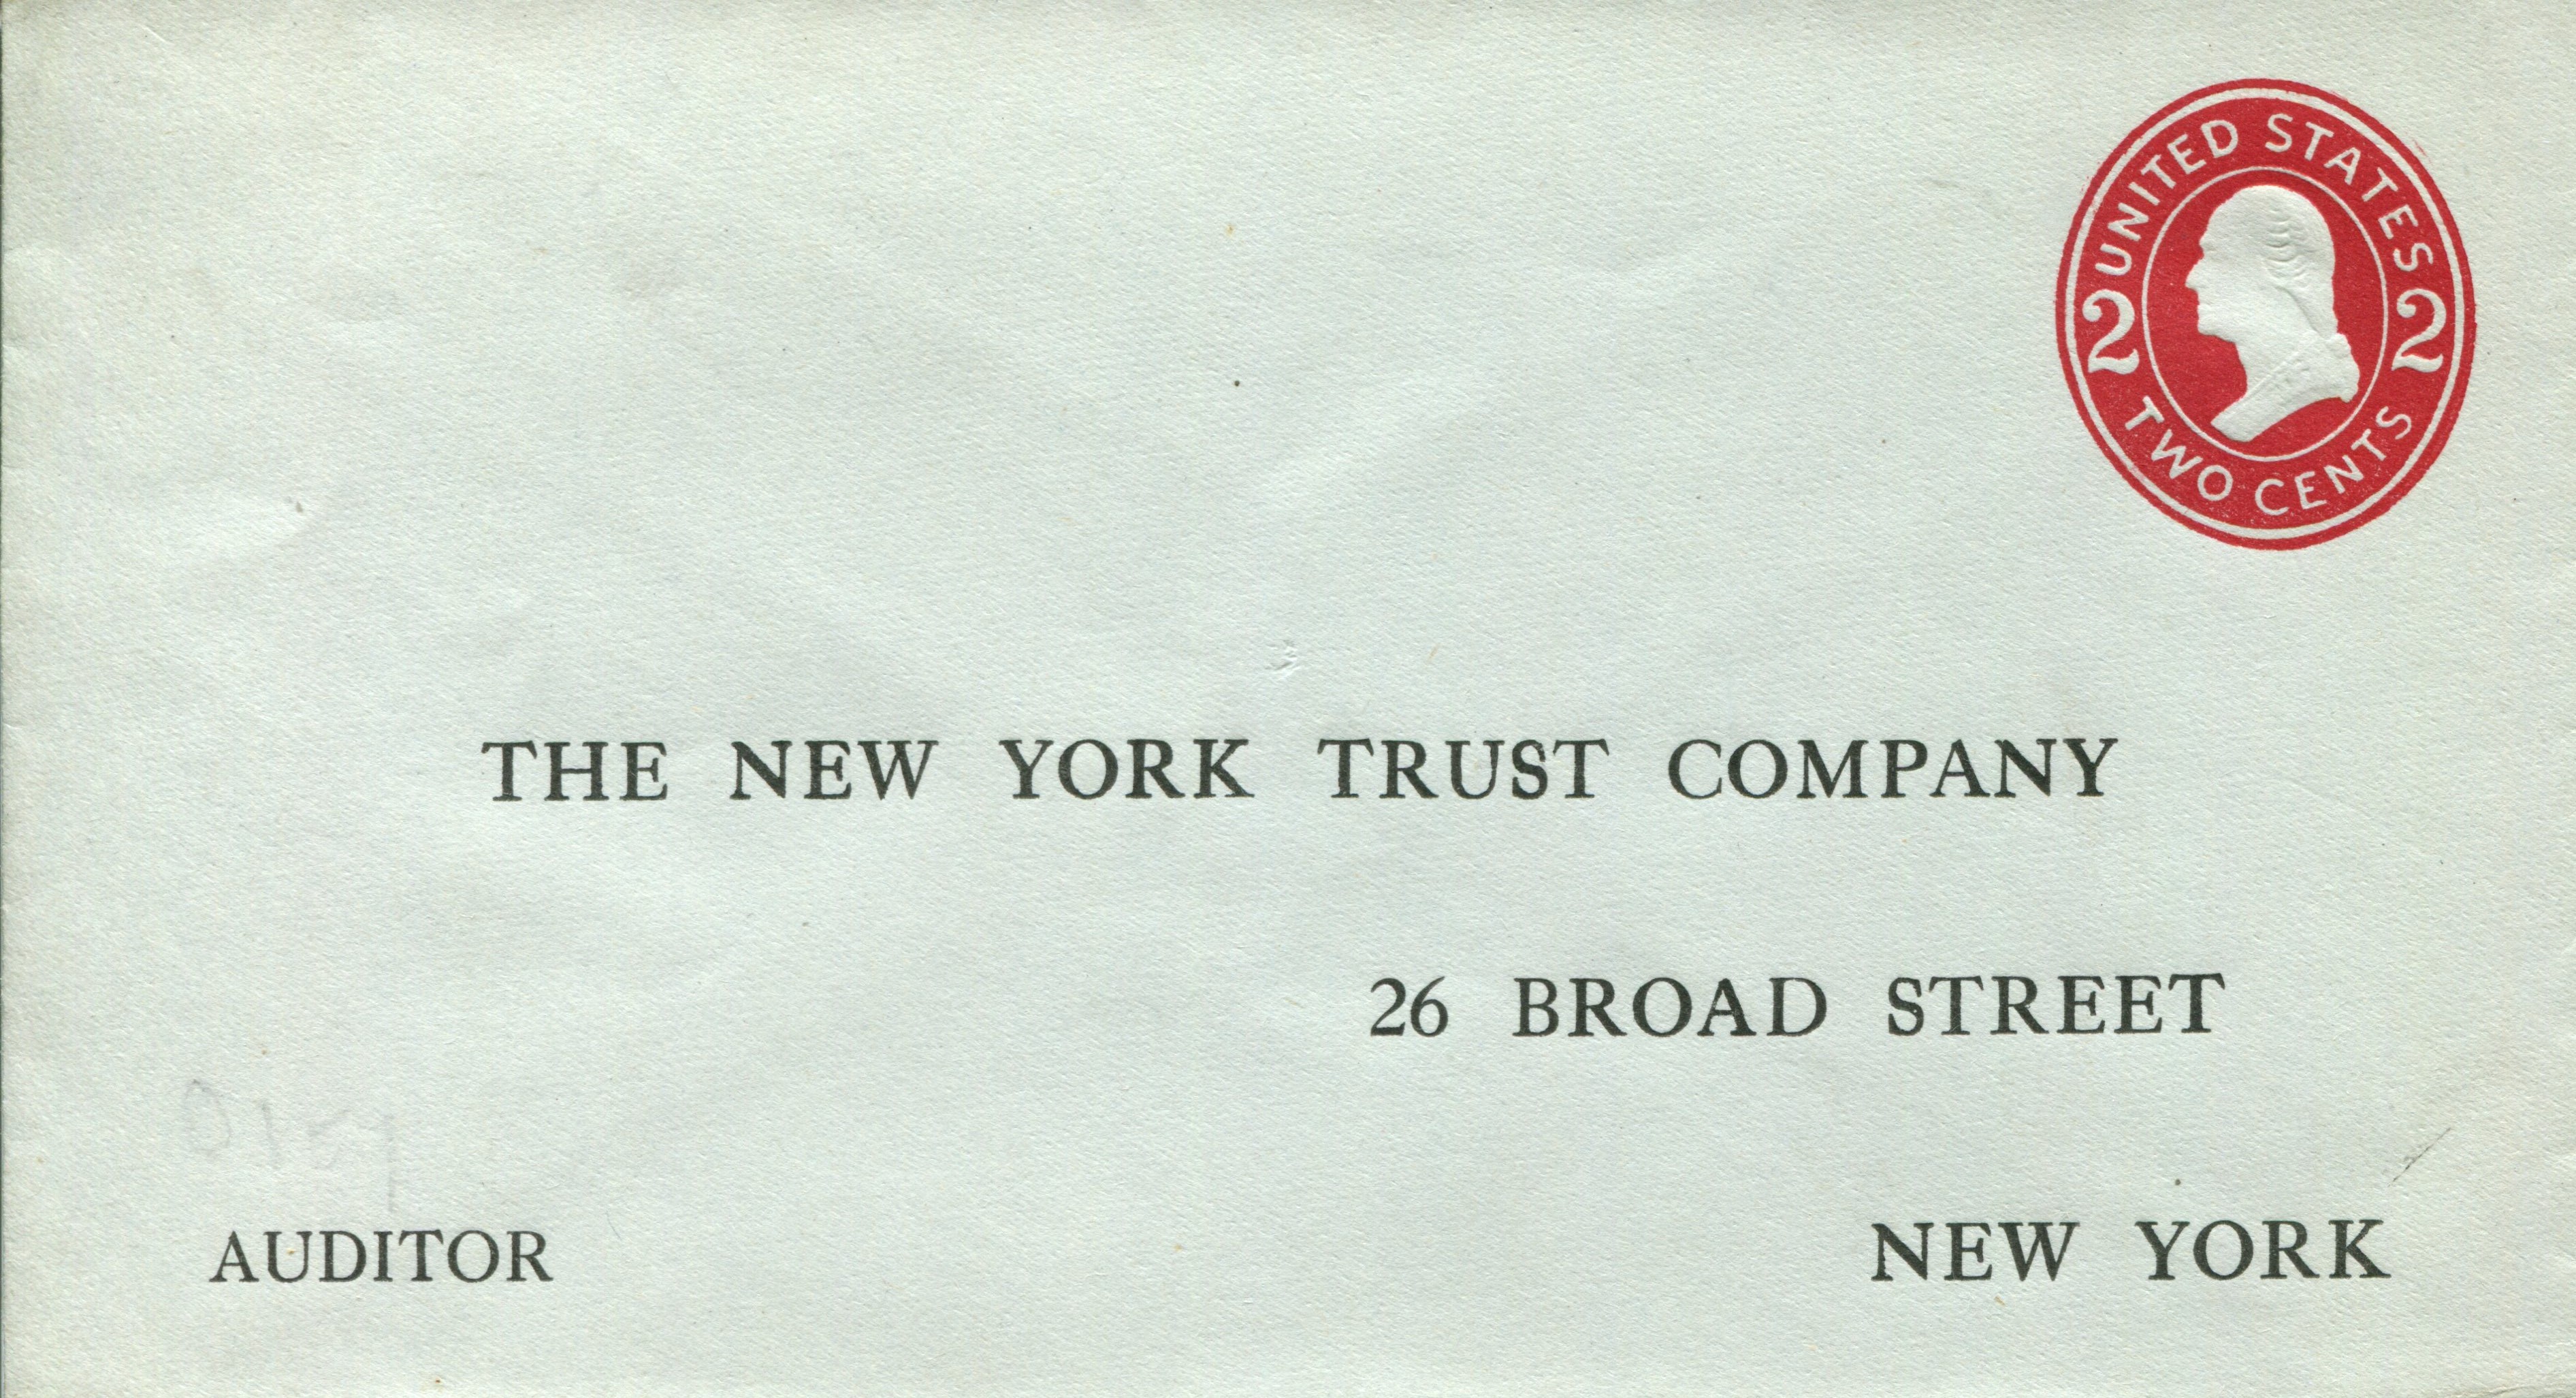 UNITED STATES
2 2
TWO CENTS
THE NEW YORK TRUST COMPANY
26 BROAD STREET
AUDITOR NEW YORK